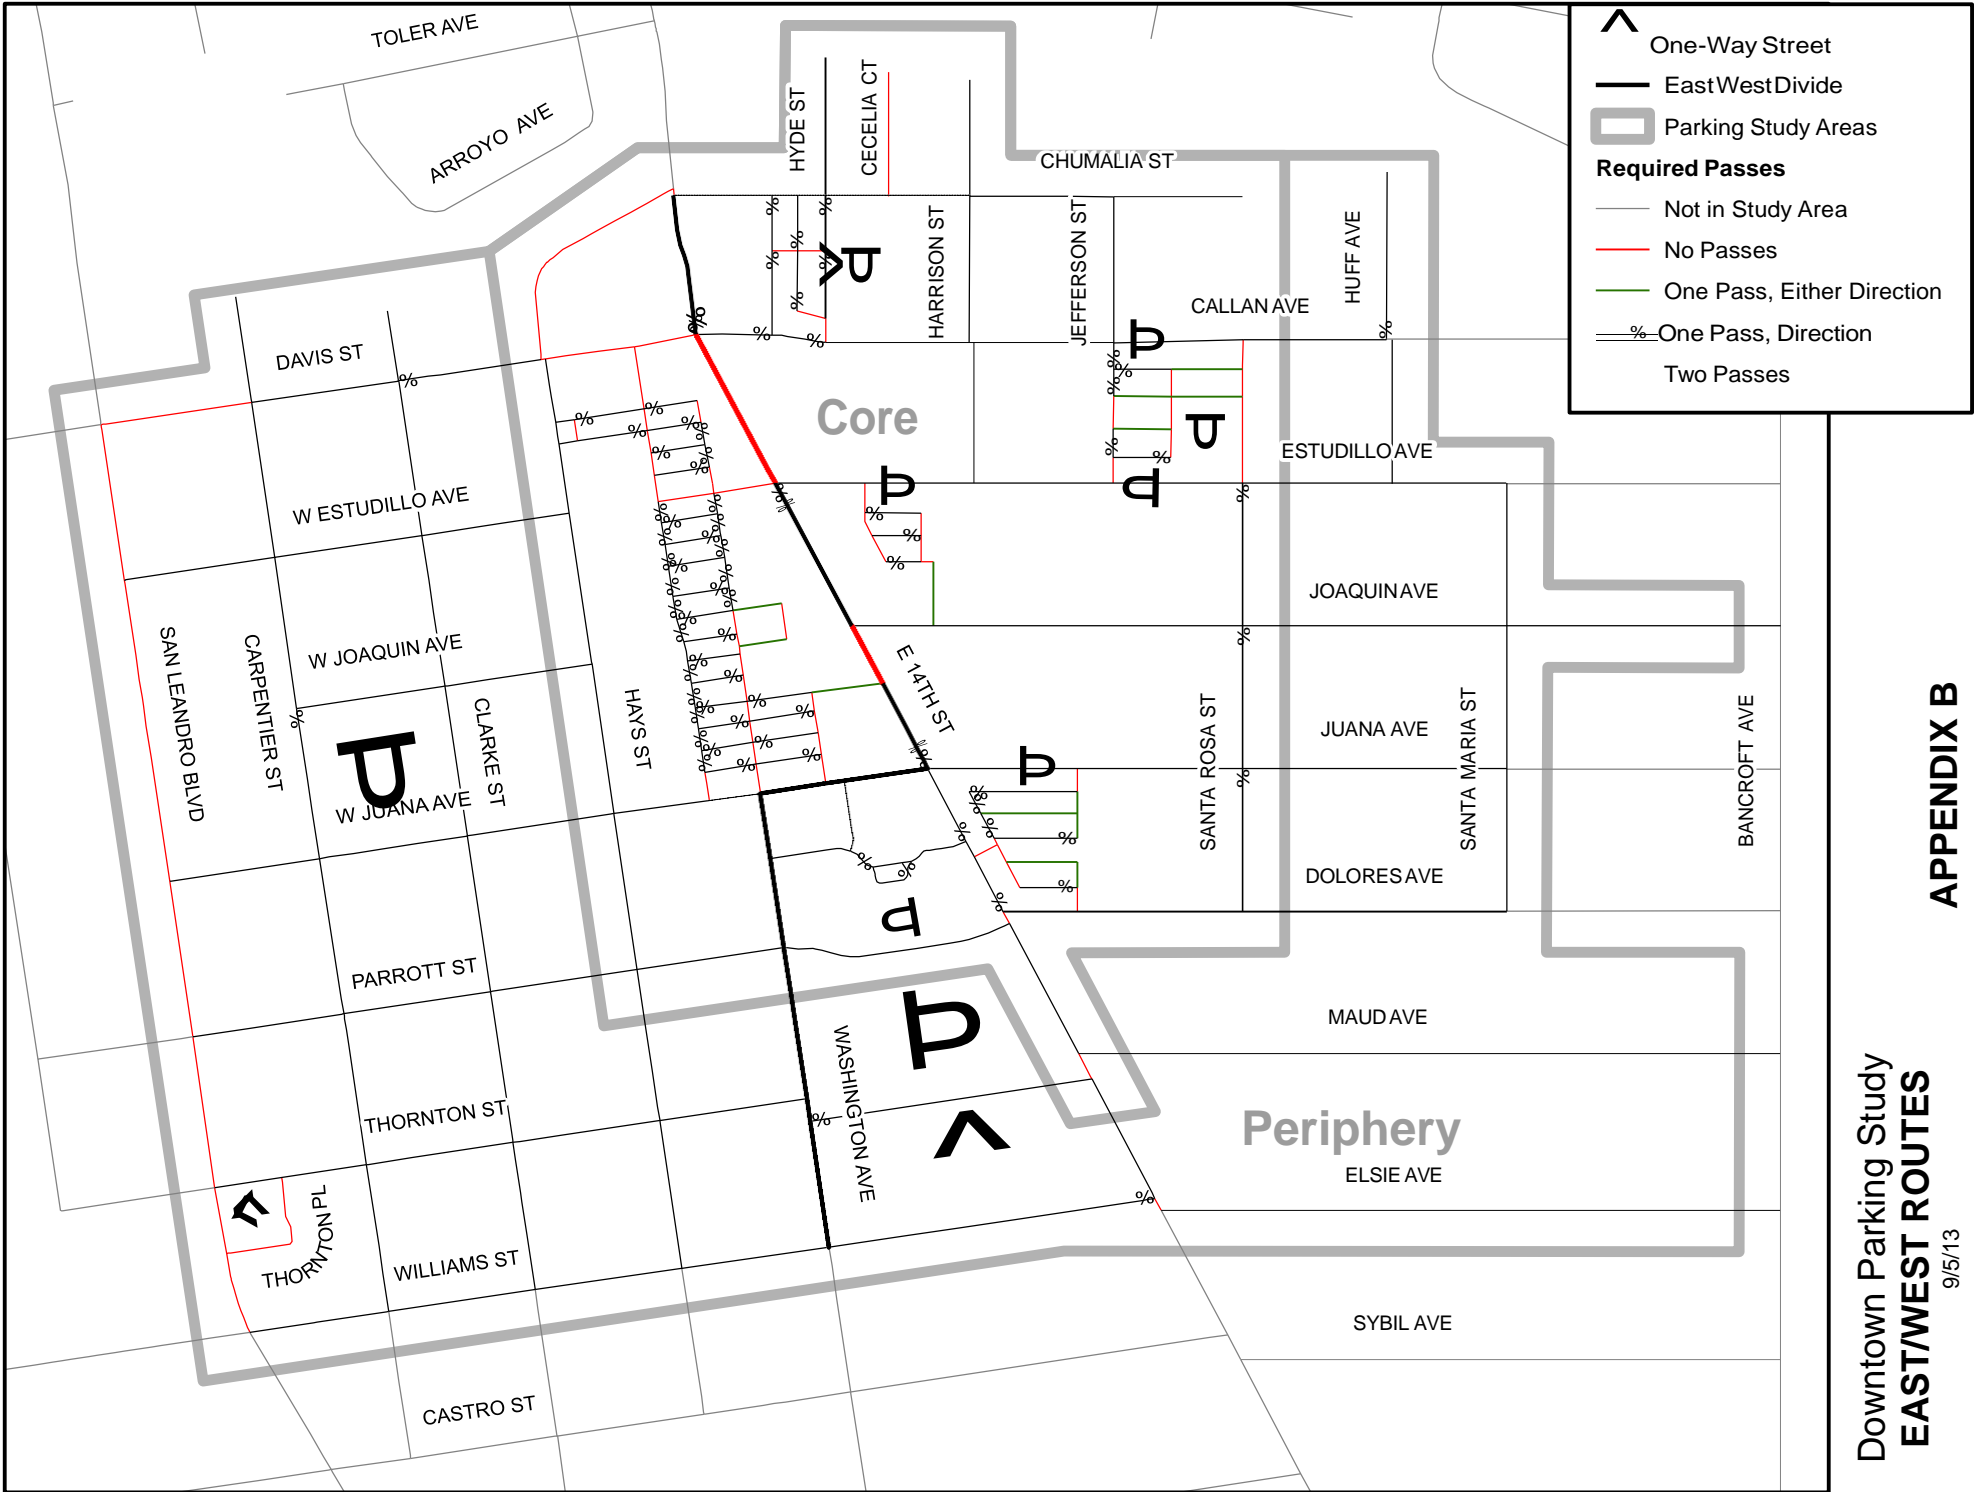 TOLER AVE
ARROYO AVE
HYDE ST
CECELIA CT
CHUMALIA ST
HARRISON ST
JEFFERSON ST
HUFF AVE
CALLAN AVE
DAVIS ST
Core
ESTUDILLO AVE
W ESTUDILLO AVE
JOAQUIN AVE
W JOAQUIN AVE
SAN LEANDRO BLVD
CARPENTIER ST
CLARKE ST
HAYS ST
E 14TH ST
SANTA ROSA ST
JUANA AVE
SANTA MARIA ST
BANCROFT AVE
W JUANA AVE
DOLORES AVE
PARROTT ST
MAUD AVE
WASHINGTON AVE
THORNTON ST
Periphery
ELSIE AVE
THORNTON PL
WILLIAMS ST
SYBIL AVE
CASTRO ST
One-Way Street
East West Divide
Parking Study Areas
Required Passes
Not in Study Area
No Passes
One Pass, Either Direction
% One Pass, Direction
Two Passes
APPENDIX B
Downtown Parking Study
EAST/WEST ROUTES
9/5/13